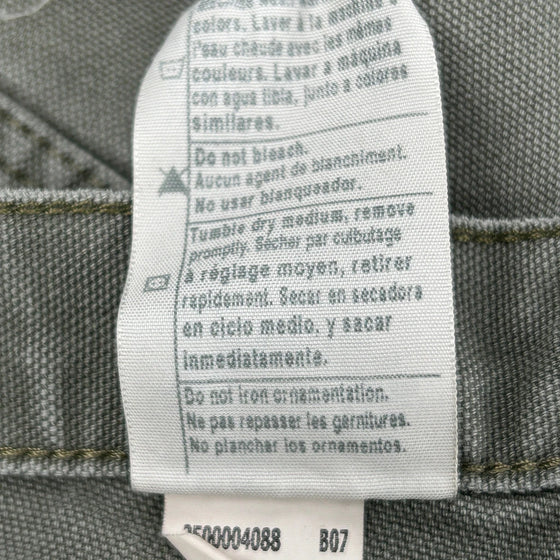 colors. Laver à la machine à
l'eau chaude avec les mêmes
couleurs. Lavar a máquina
con agua tibia, junto a colores
similares.
Do not bleach.
Aucun agent de blanchiment.
No usar blanqueador.
Tumble dry medium, remove
promptly. Sécher par culbutage
à réglage moyen, retirer
rapidement. Secar en secadora
en ciclo medio, y sacar
inmediatamente.
Do not iron ornamentation.
Ne pas repasser les garnitures.
No planchar los ornamentos.
3500004088 B07